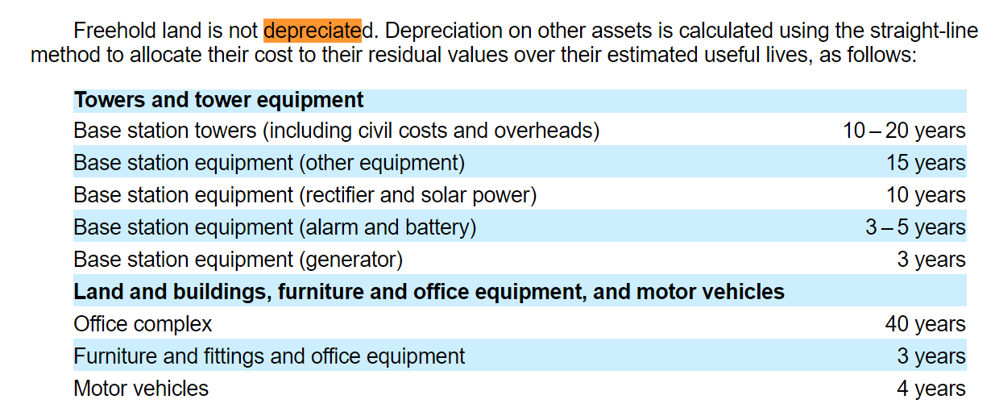 Freehold land is not depreciated. Depreciation on other assets is calculated using the straight-line
method to allocate their cost to their residual values over their estimated useful lives, as follows:
Towers and tower equipment
Base station towers (including civil costs and overheads) 10 – 20 years
Base station equipment (other equipment) 15 years
Base station equipment (rectifier and solar power) 10 years
Base station equipment (alarm and battery) 3 – 5 years
Base station equipment (generator) 3 years
Land and buildings, furniture and office equipment, and motor vehicles
Office complex 40 years
Furniture and fittings and office equipment 3 years
Motor vehicles 4 years